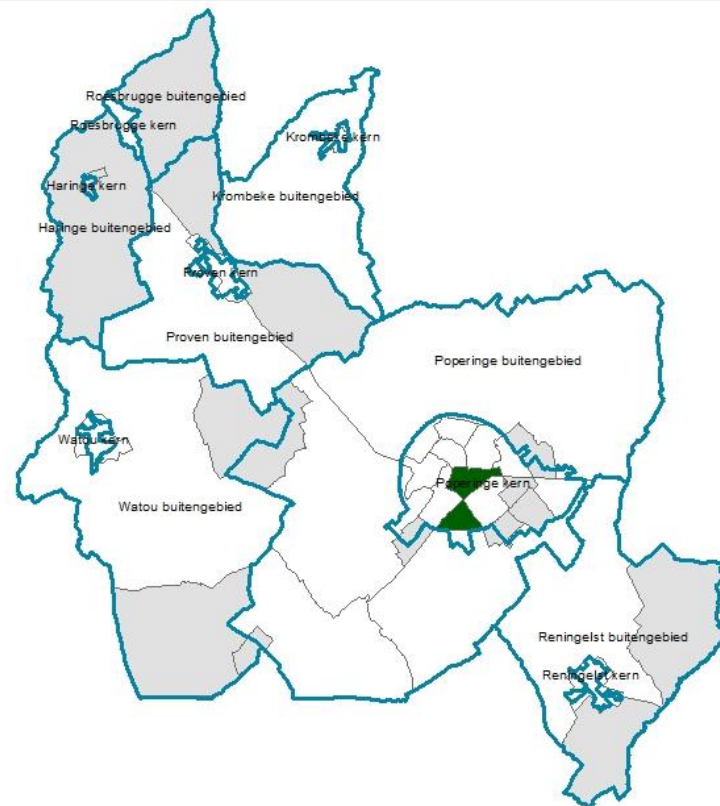 Roesbrugge buitengebied
Roesbrugge kern
Krombeke kern
Haringe kern
Krombeke buitengebied
Haringe buitengebied
Proven kern
Proven buitengebied
Poperinge buitengebied
Watou kern
Poperinge kern
Watou buitengebied
Reningelst buitengebied
Reningelst kern